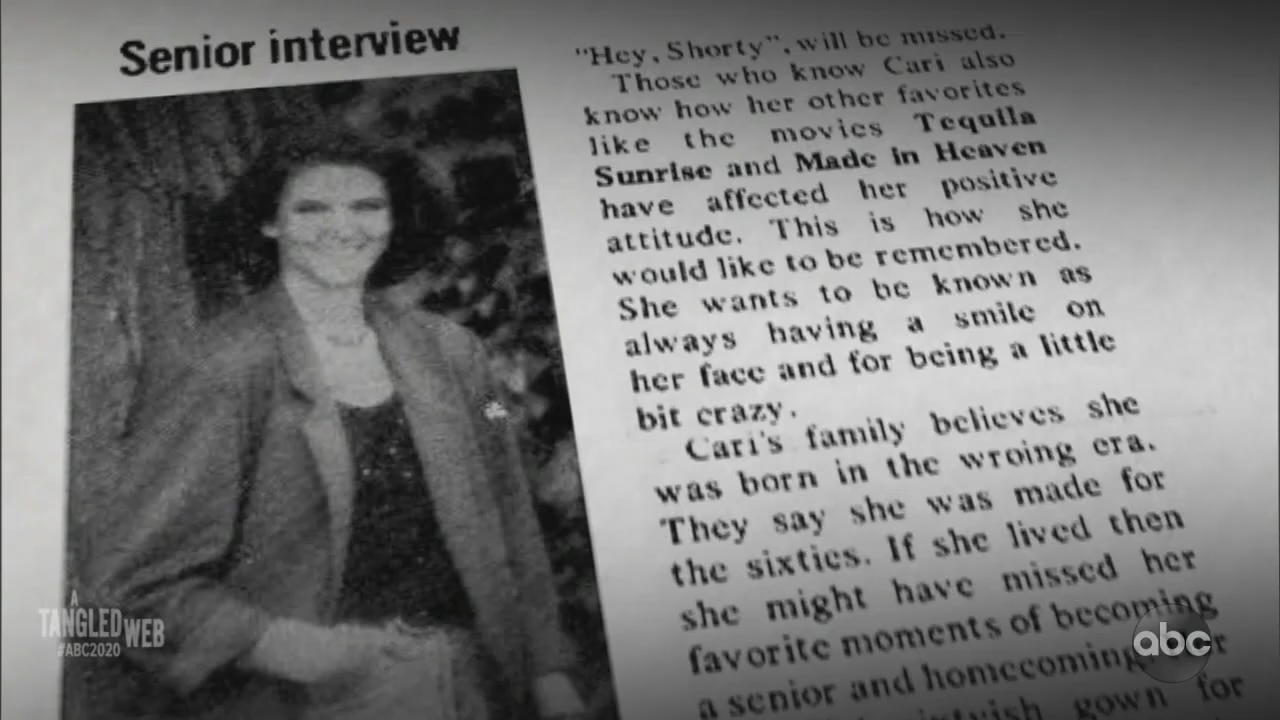 Senior interview
"Hey, Shorty", will be missed.
Those who know Cari also
know how her other favorites
like the movies Tequila
Sunrise and Made in Heaven
have affected her positive
attitude. This is how she
would like to be remembered.
She wants to be known as
always having a smile on
her face and for being a little
bit crazy.
Cari's family believes she
was born in the wroing era.
They say she was made for
the sixties. If she lived then
she might have missed her
favorite moments of becoming
a senior and homecoming.
gown for
A
TANGLED WEB
#ABC2020
abc